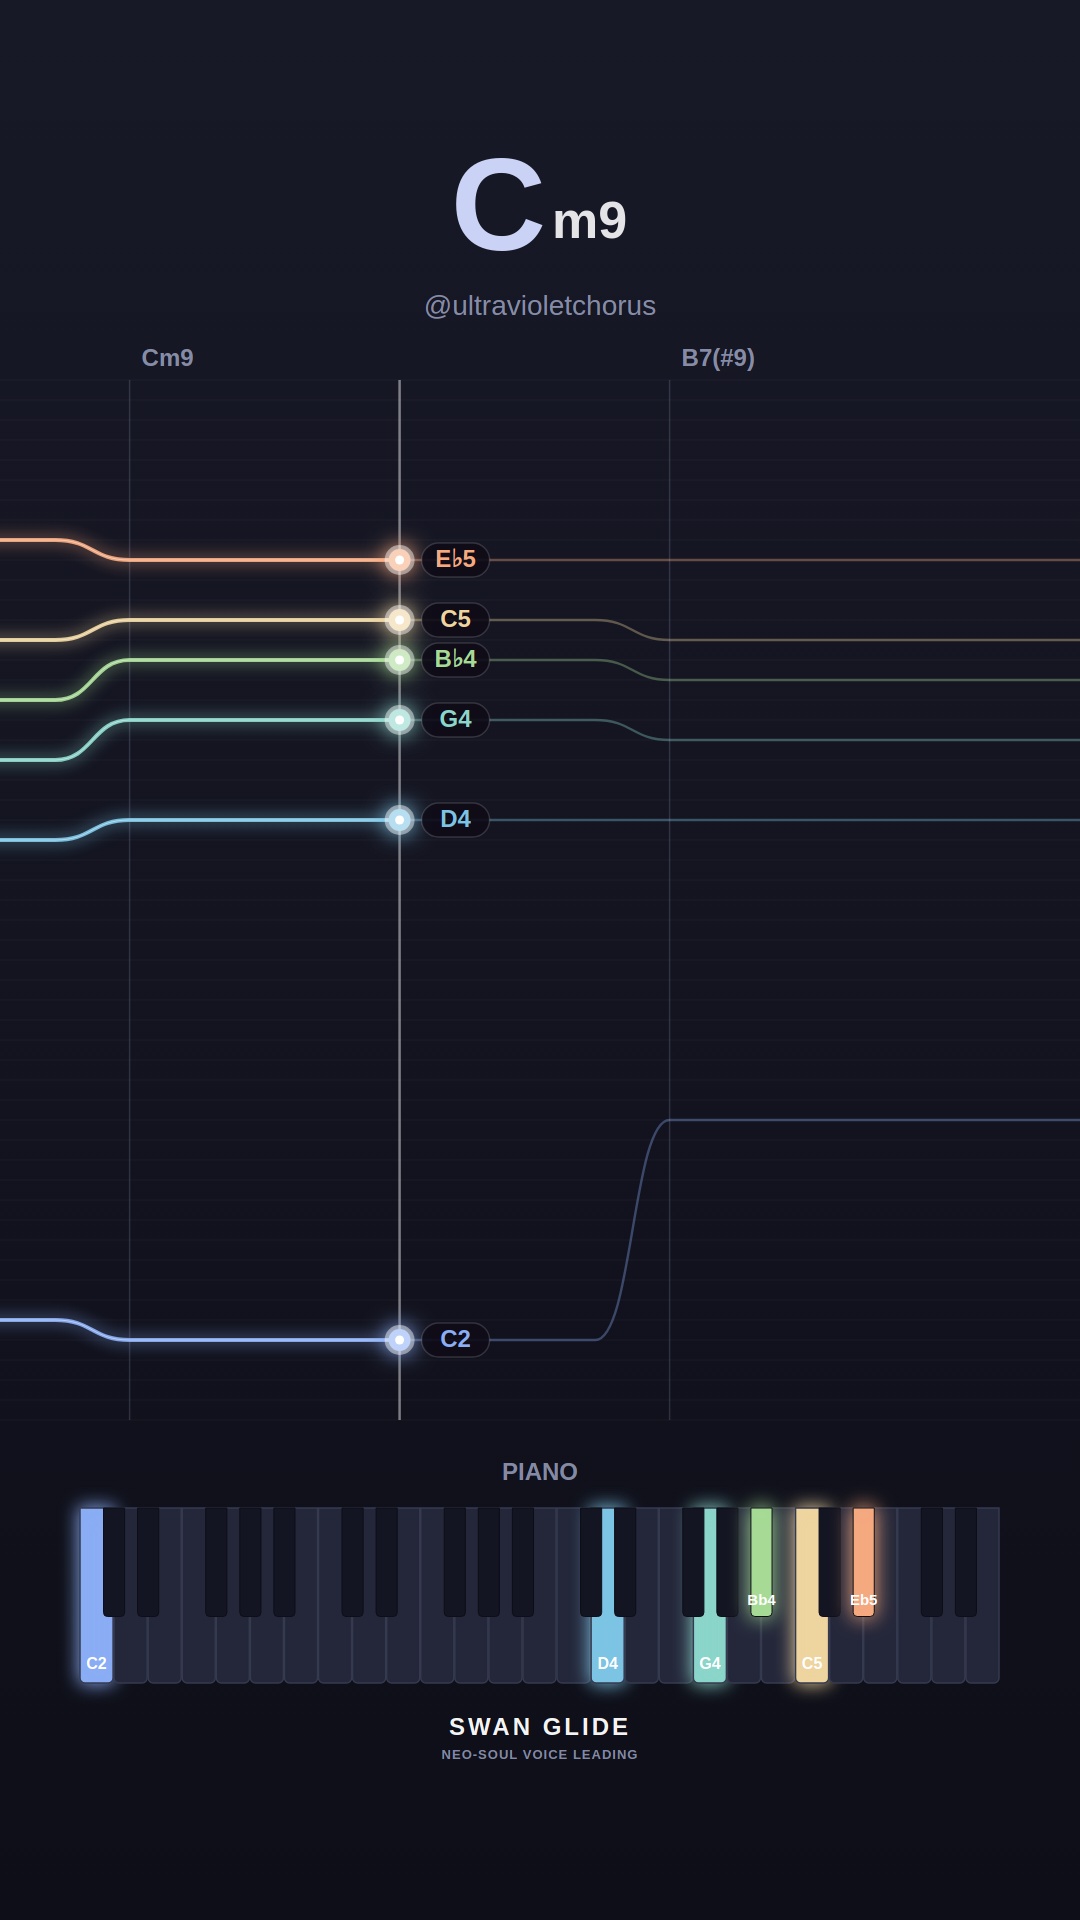 Cm9
@ultravioletchorus
Cm9 B7(#9)
E♭5
C5
B♭4
G4
D4
C2
PIANO
Bb4 Eb5
C2 D4 G4 C5
SWAN GLIDE
NEO-SOUL VOICE LEADING